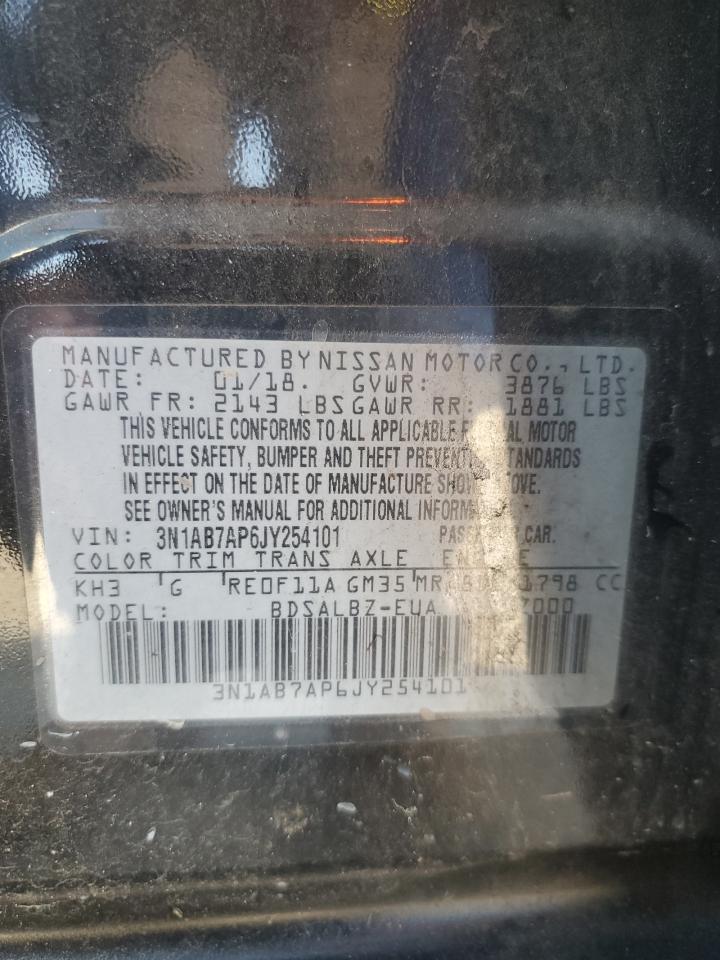 MANUFACTURED BY NISSAN MOTOR CO., LTD.
DATE: 01/18. GVWR: 3876 LBS
GAWR FR: 2143 LBS GAWR RR: 1881 LBS
THIS VEHICLE CONFORMS TO ALL APPLICABLE MOTOR
VEHICLE SAFETY, BUMPER AND THEFT STANDARDS
IN EFFECT ON THE DATE OF MANUFACTURE
SEE OWNER'S MANUAL FOR ADDITIONAL
VIN: 3N1AB7AP6JY254101 CAR.
COLOR TRIM TRANS AXLE
KH3 G RE0F11A GM35 1798 CC
MODEL: BDSALBZ-EUA
3N1AB7AP6JY254101